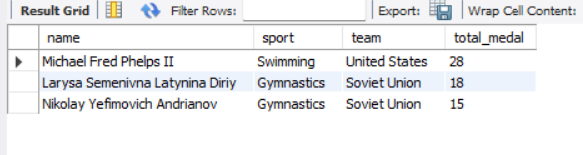 Result Grid Filter Rows: Export: Wrap Cell Content:
name sport team total_medal
Michael Fred Phelps II Swimming United States 28
Larysa Semenivna Latynina Diriy Gymnastics Soviet Union 18
Nikolay Yefimovich Andrianov Gymnastics Soviet Union 15